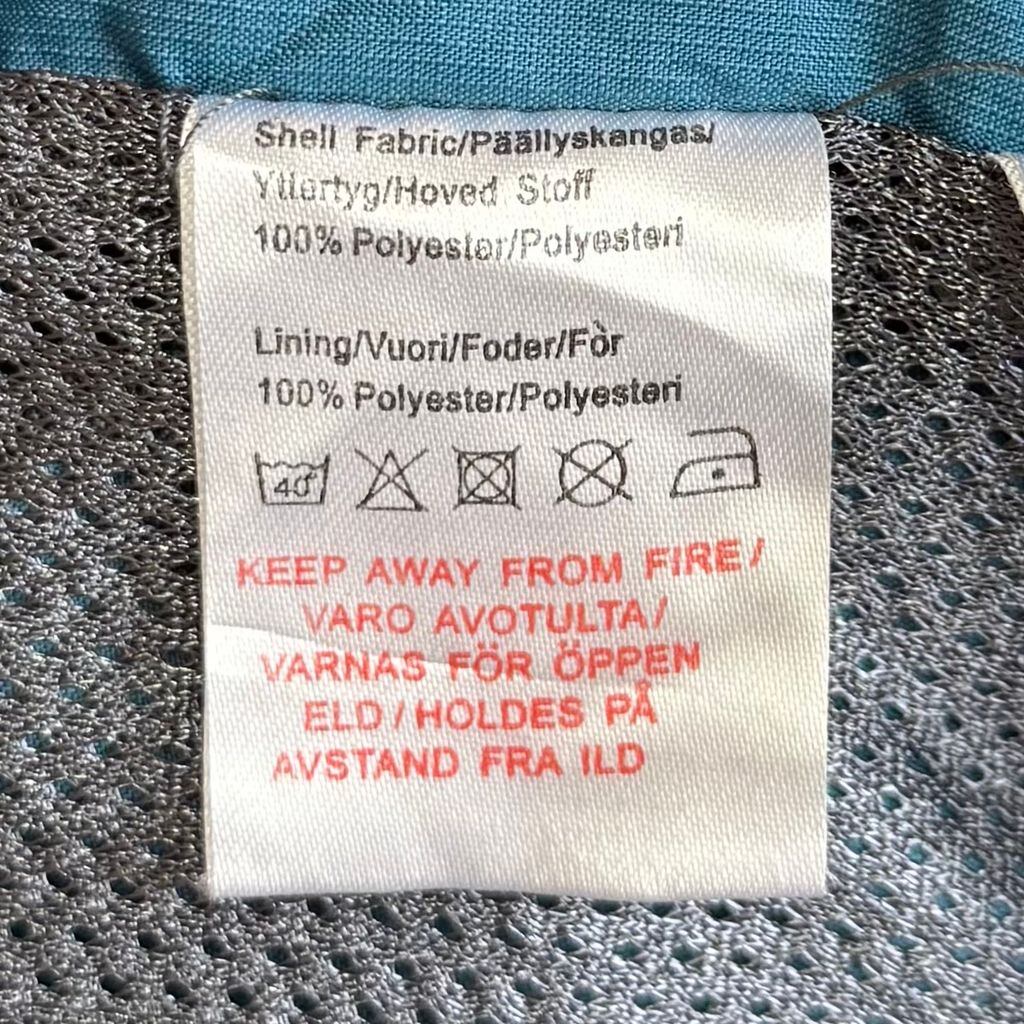 Shell Fabric/Päällyskangas/
Yttertyg/Hoved Stoff
100% Polyester/Polyesteri
Lining/Vuori/Foder/Fòr
100% Polyester/Polyesteri
40°
KEEP AWAY FROM FIRE/
VARO AVOTULTA/
VARNAS FÖR ÖPPEN
ELD/HOLDES PÅ
AVSTAND FRA ILD